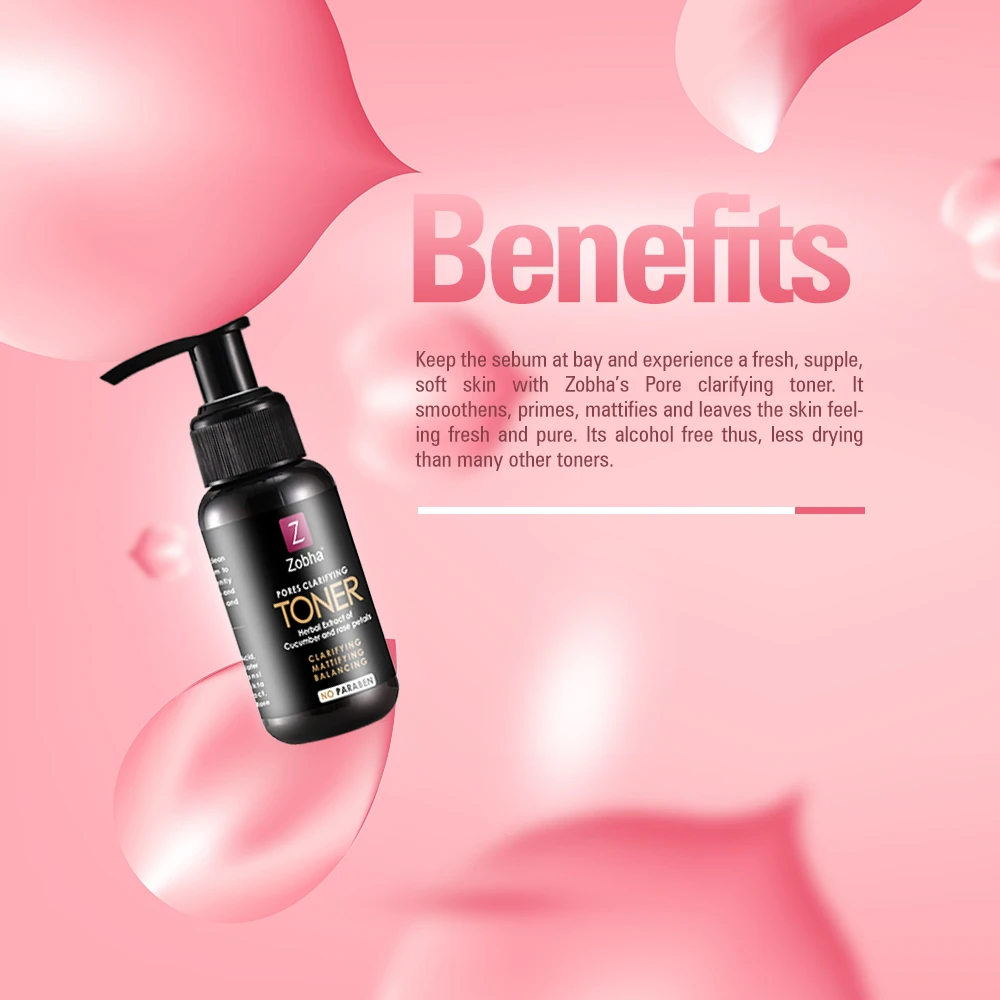 Benefits
Keep the sebum at bay and experience a fresh, supple,
soft skin with Zobha's Pore clarifying toner. It
smoothens, primes, mattifies and leaves the skin feel-
ing fresh and pure. Its alcohol free thus, less drying
than many other toners.
Z
Zobha
PORES CLARIFYING
TONER
Herbal Extract of
Cucumber and rose petals
CLARIFYING
MATTIFYING
BALANCING
NO PARABEN